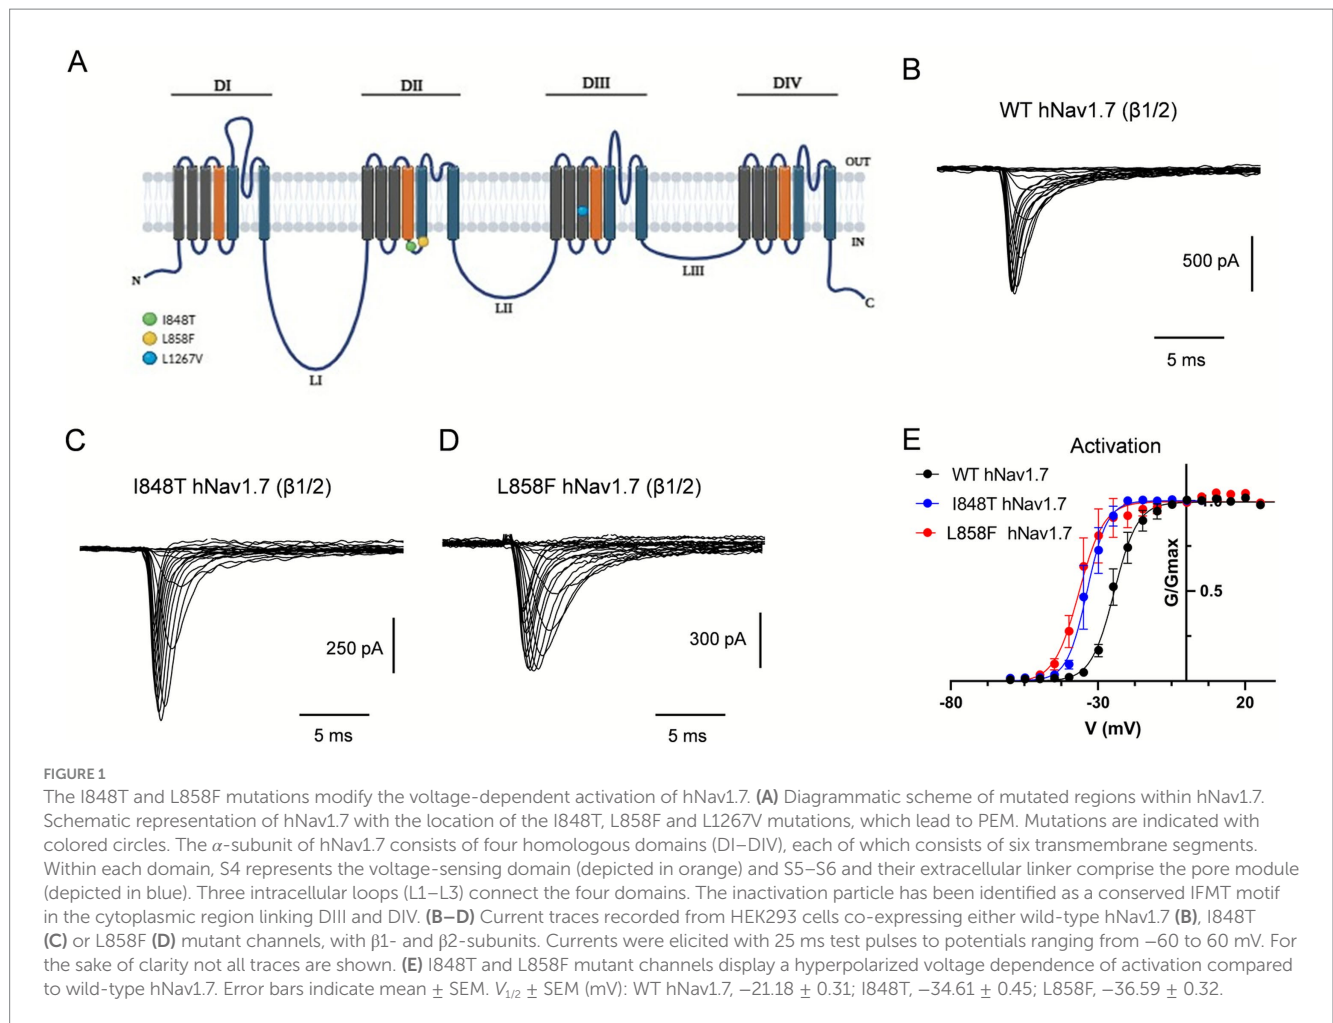 A
DI
DII
DIII
DIV
OUT
IN
N
C
LI
LII
LIII
I848T
L858F
L1267V
B
WT hNav1.7 (β1/2)
500 pA
5 ms
C
I848T hNav1.7 (β1/2)
250 pA
5 ms
D
L858F hNav1.7 (β1/2)
300 pA
5 ms
E
Activation
WT hNav1.7
I848T hNav1.7
L858F hNav1.7
1.0
0.5
G/Gmax
-80
-30
20
V (mV)
FIGURE 1
The I848T and L858F mutations modify the voltage-dependent activation of hNav1.7. (A) Diagrammatic scheme of mutated regions within hNav1.7.
Schematic representation of hNav1.7 with the location of the I848T, L858F and L1267V mutations, which lead to PEM. Mutations are indicated with
colored circles. The α-subunit of hNav1.7 consists of four homologous domains (DI–DIV), each of which consists of six transmembrane segments.
Within each domain, S4 represents the voltage-sensing domain (depicted in orange) and S5–S6 and their extracellular linker comprise the pore module
(depicted in blue). Three intracellular loops (L1–L3) connect the four domains. The inactivation particle has been identified as a conserved IFMT motif
in the cytoplasmic region linking DIII and DIV. (B–D) Current traces recorded from HEK293 cells co-expressing either wild-type hNav1.7 (B), I848T
(C) or L858F (D) mutant channels, with β1- and β2-subunits. Currents were elicited with 25 ms test pulses to potentials ranging from −60 to 60 mV. For
the sake of clarity not all traces are shown. (E) I848T and L858F mutant channels display a hyperpolarized voltage dependence of activation compared
to wild-type hNav1.7. Error bars indicate mean ± SEM. V1/2 ± SEM (mV): WT hNav1.7, −21.18 ± 0.31; I848T, −34.61 ± 0.45; L858F, −36.59 ± 0.32.